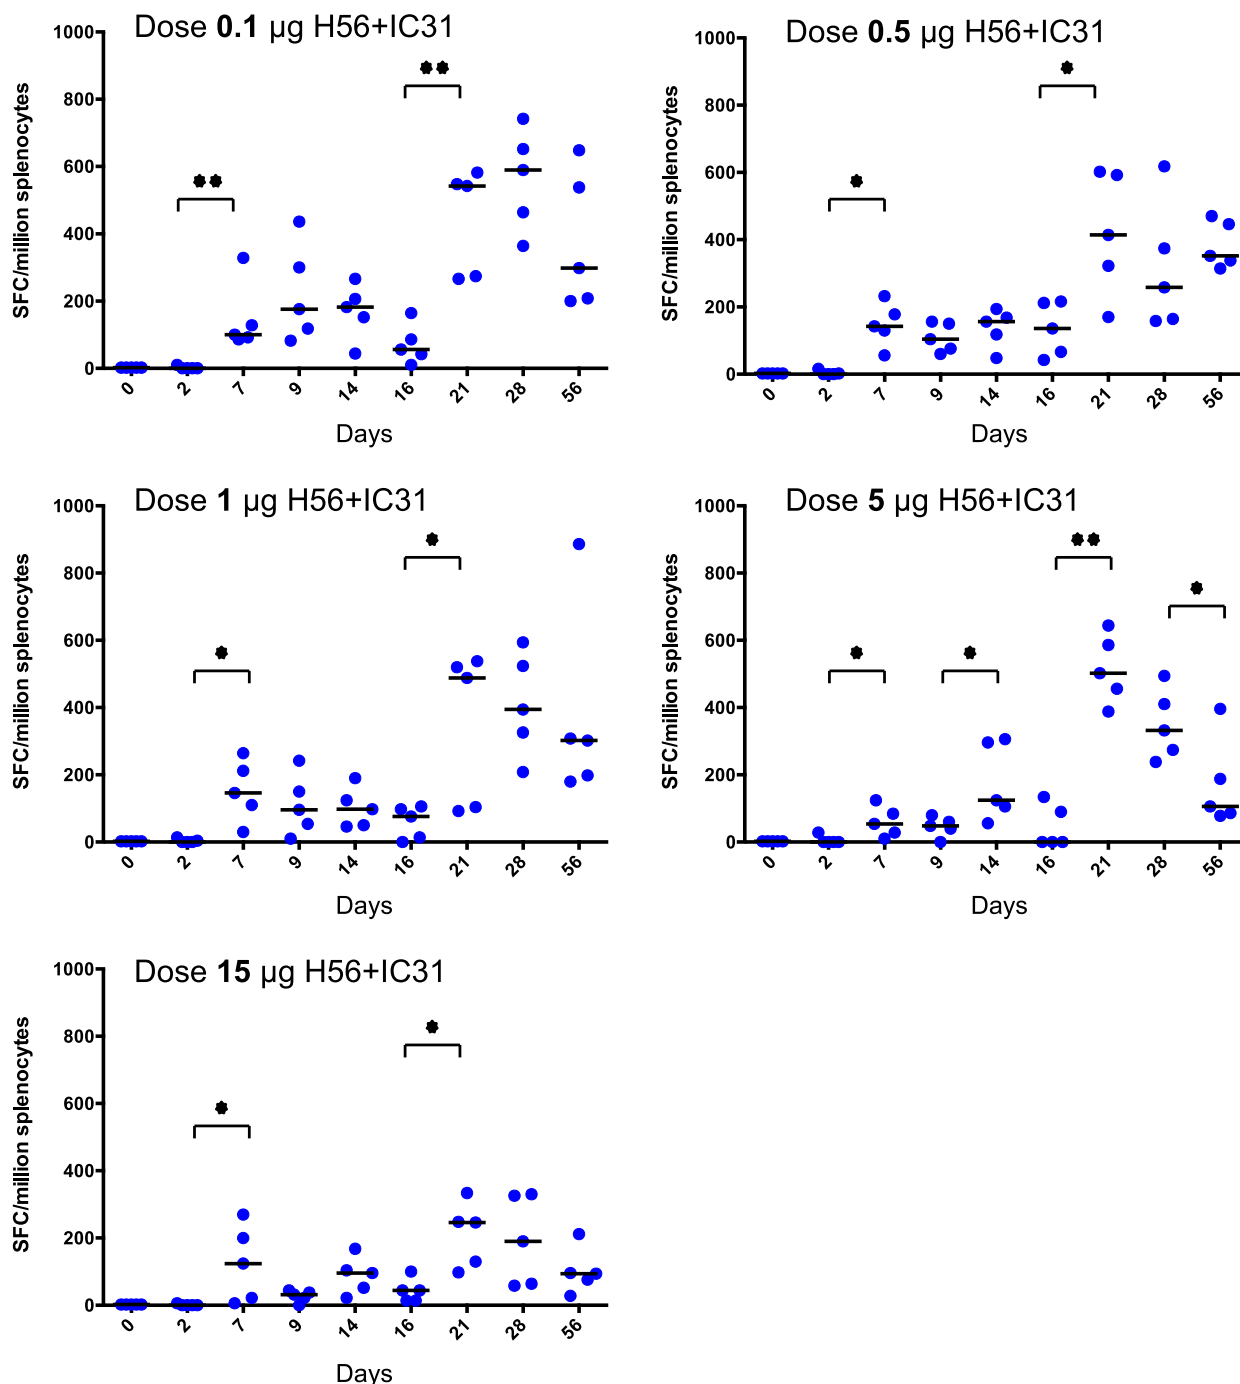 Dose 0.1 µg H56+IC31
SFC/million splenocytes
1000
800
600
400
200
0
** **
0 2 7 9 14 16 21 28 56
Days
Dose 0.5 µg H56+IC31
SFC/million splenocytes
1000
800
600
400
200
0
* *
0 2 7 9 14 16 21 28 56
Days
Dose 1 µg H56+IC31
SFC/million splenocytes
1000
800
600
400
200
0
* *
0 2 7 9 14 16 21 28 56
Days
Dose 5 µg H56+IC31
SFC/million splenocytes
1000
800
600
400
200
0
* * ** *
0 2 7 9 14 16 21 28 56
Days
Dose 15 µg H56+IC31
SFC/million splenocytes
1000
800
600
400
200
0
* *
0 2 7 9 14 16 21 28 56
Days